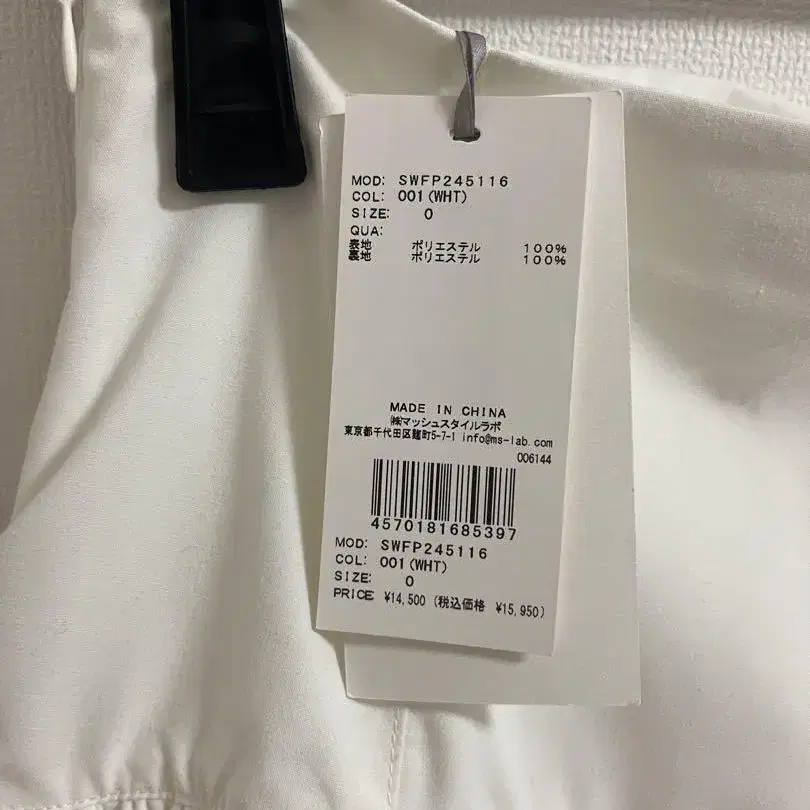 MOD: SWFP245116
COL: 001(WHT)
SIZE: 0
QUA:
表地 ポリエステル 100%
裏地 ポリエステル 100%
MADE IN CHINA
㈱マッシュスタイルラボ
東京都千代田区麹町5-7-1 info@ms-lab.com
006144
4570181685397
MOD: SWFP245116
COL: 001(WHT)
SIZE: 0
PRICE ¥14,500 (税込価格 ¥15,950)